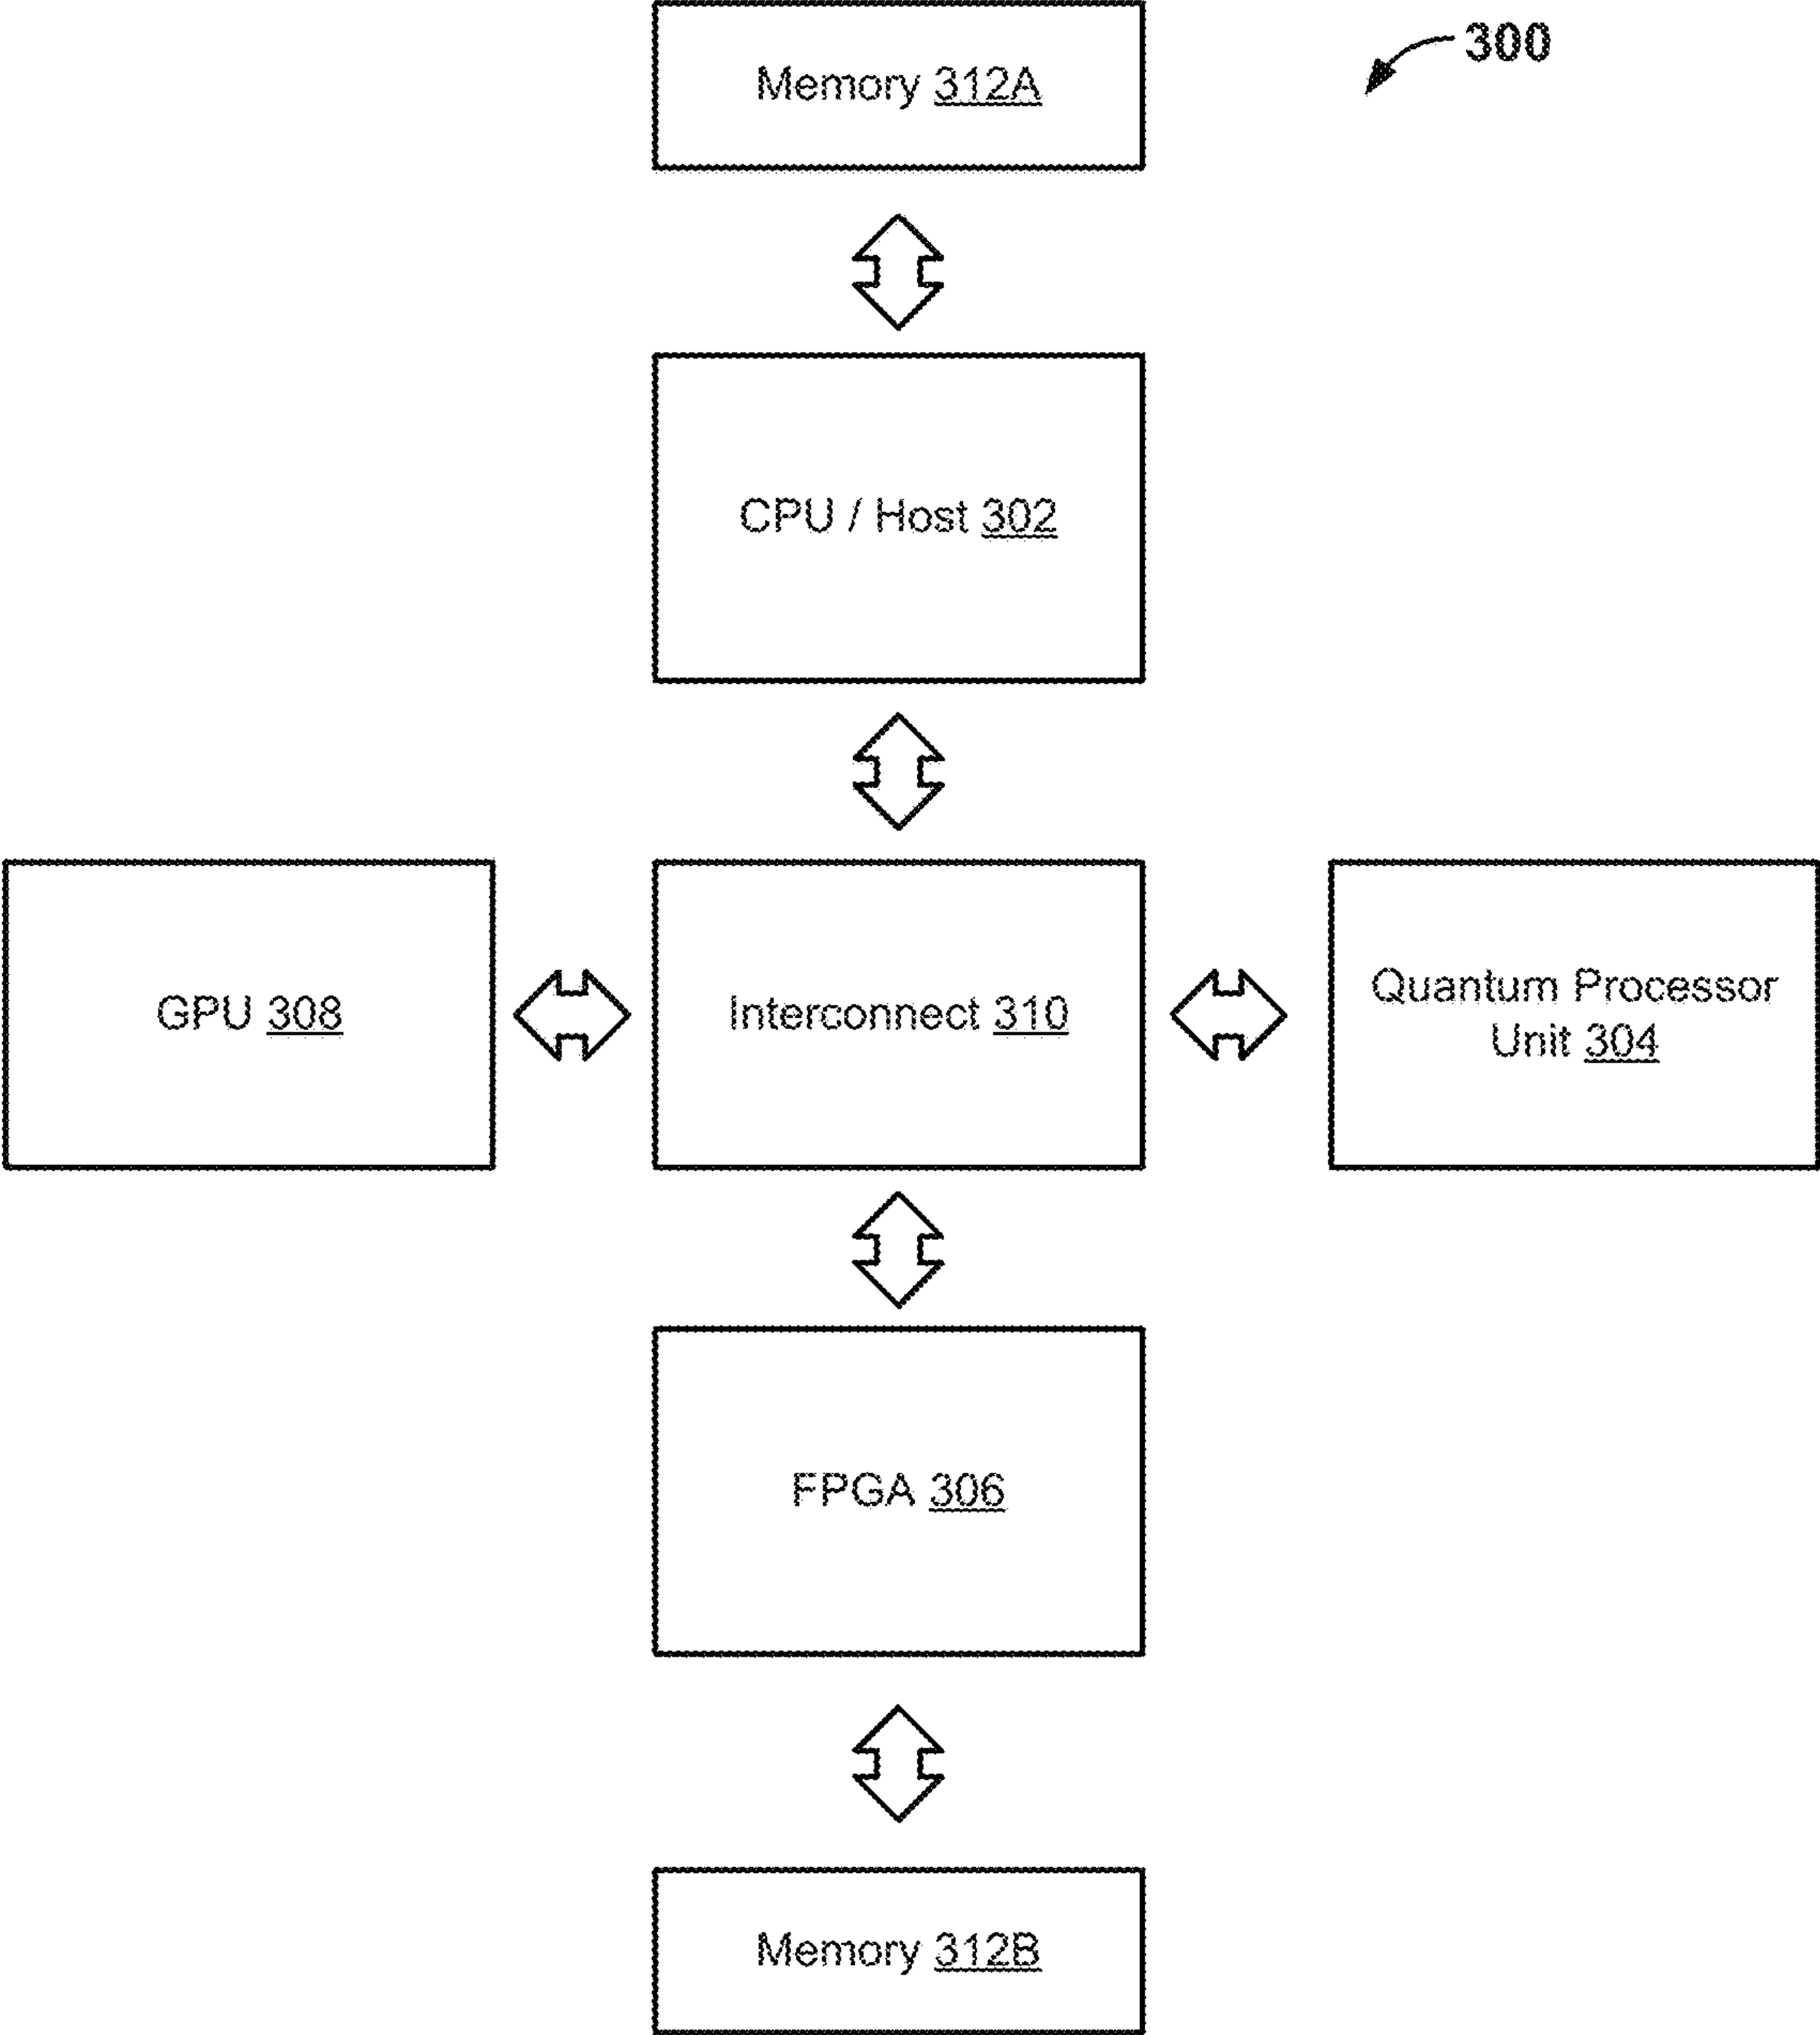 300
Memory 312A
CPU / Host 302
GPU 308
Interconnect 310
Quantum Processor
Unit 304
FPGA 306
Memory 312B